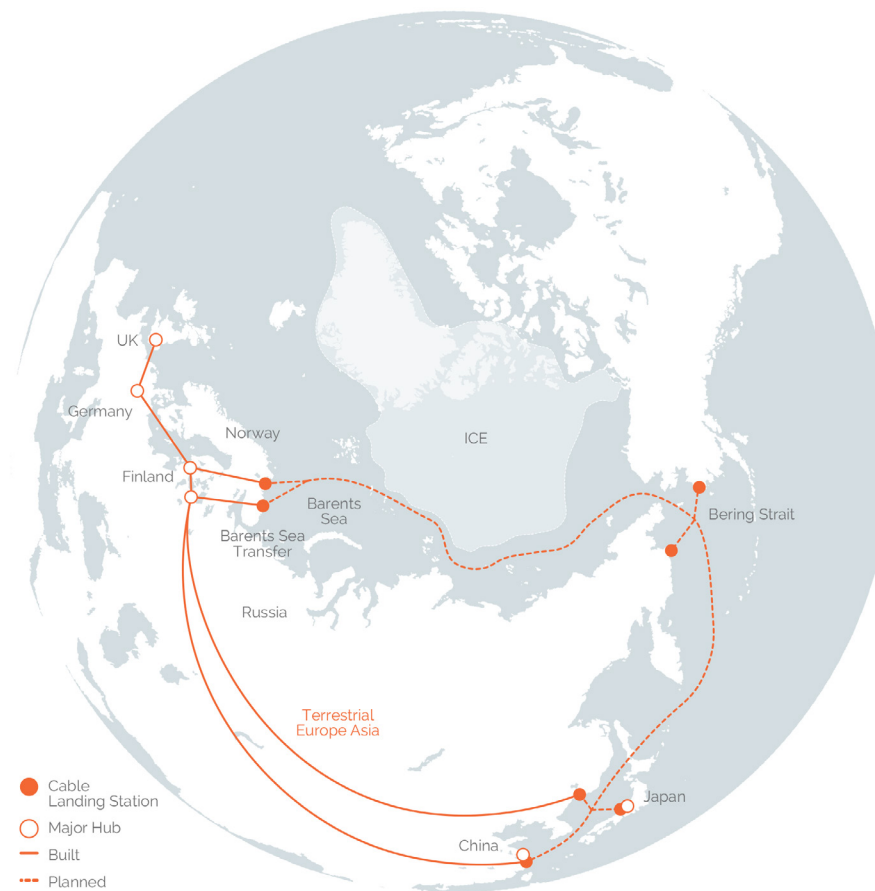 UK
Germany
Norway
ICE
Finland
Barents
Sea
Bering Strait
Barents Sea
Transfer
Russia
Terrestrial
Europe Asia
Cable
Landing Station
Japan
Major Hub
China
Built
Planned